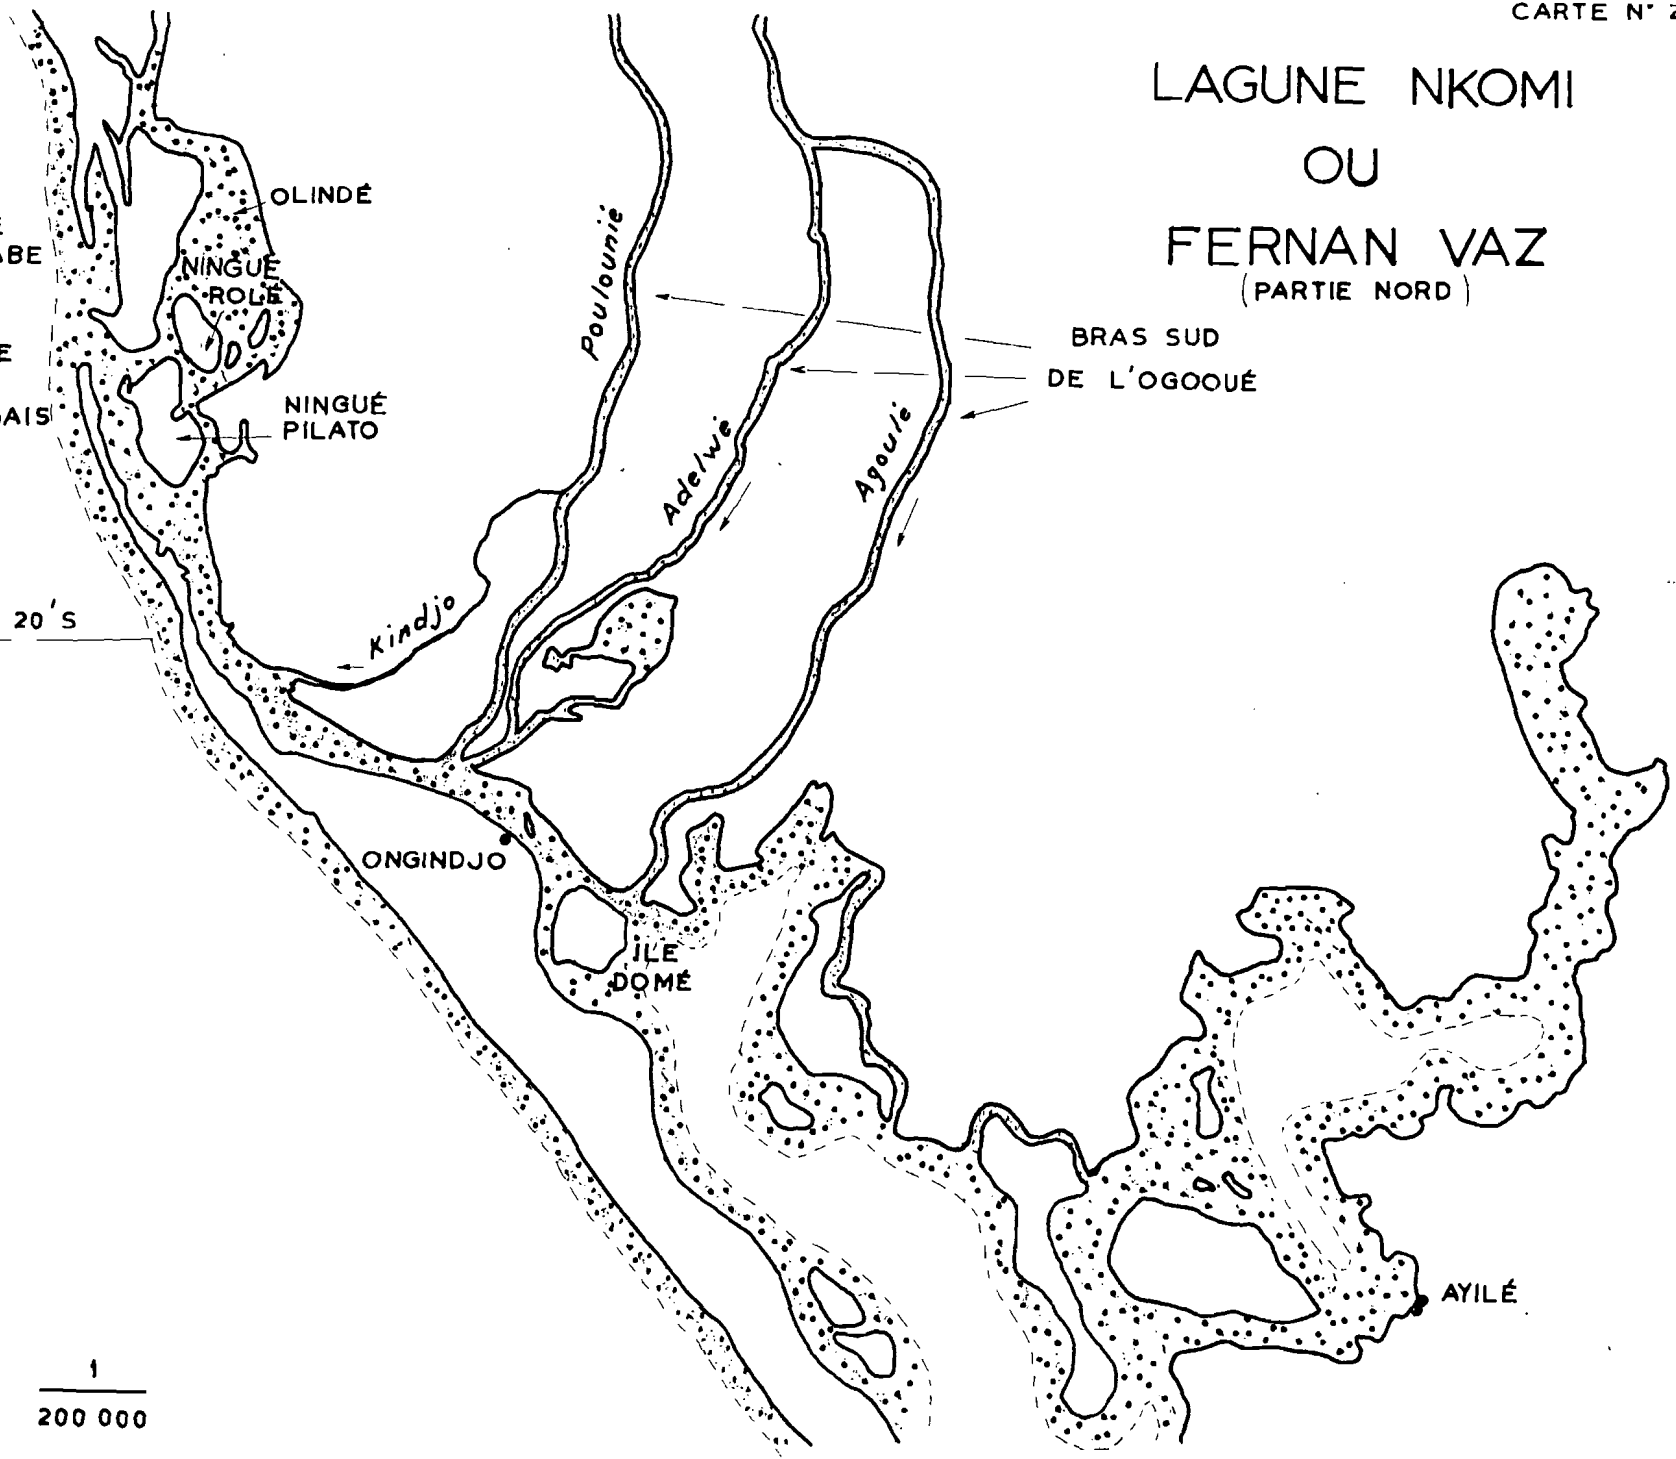 CARTE N°
LAGUNE NKOMI
OU
FERNAN VAZ
(PARTIE NORD)
OLINDÉ
NINGUÉ
ROLÉ
NINGUÉ
PILATO
Poulounié
Adelwé
Agoulé
BRAS SUD
DE L'OGOOUÉ
Kindjo
20'S
ONGINDJO
ILE
DOMÉ
AYILÉ
1
200 000